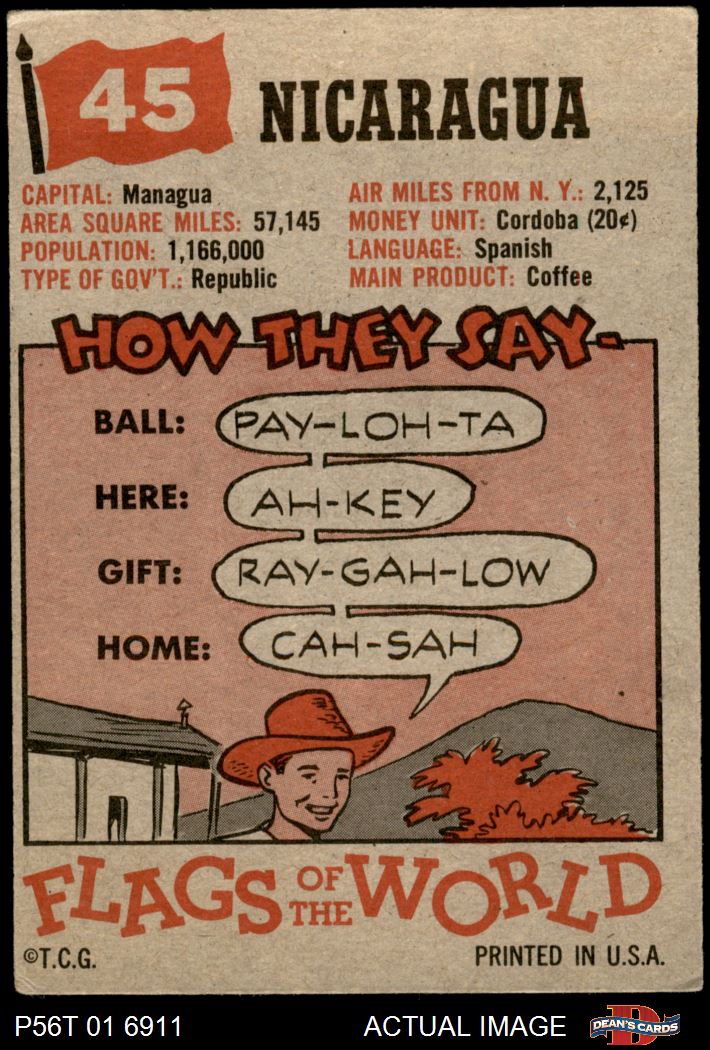 45 NICARAGUA
CAPITAL: Managua
AREA SQUARE MILES: 57,145
POPULATION: 1,166,000
TYPE OF GOV'T.: Republic
AIR MILES FROM N. Y.: 2,125
MONEY UNIT: Cordoba (20¢)
LANGUAGE: Spanish
MAIN PRODUCT: Coffee
HOW THEY SAY-
BALL: PAY-LOH-TA
HERE: AH-KEY
GIFT: RAY-GAH-LOW
HOME: CAH-SAH
FLAGS OF THE WORLD
©T.C.G. PRINTED IN U.S.A.
P56T 01 6911 ACTUAL IMAGE D DEAN'S CARDS